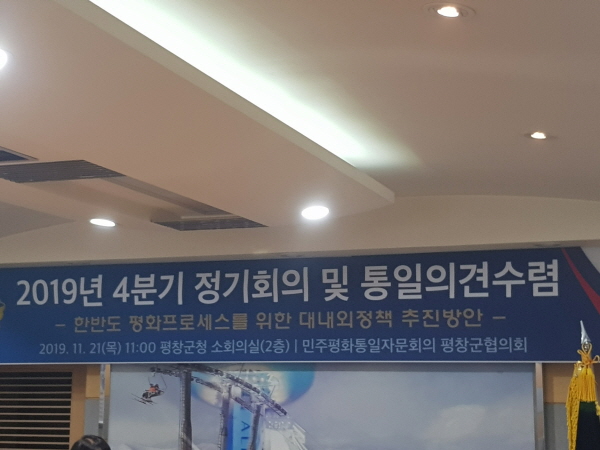 2019년 4분기 정기회의 및 통일의견수렴
- 한반도 평화프로세스를 위한 대내외정책 추진방안 -
2019. 11. 21(목) 11:00 평창군청 소회의실(2층) | 민주평화통일자문회의 평창군협의회